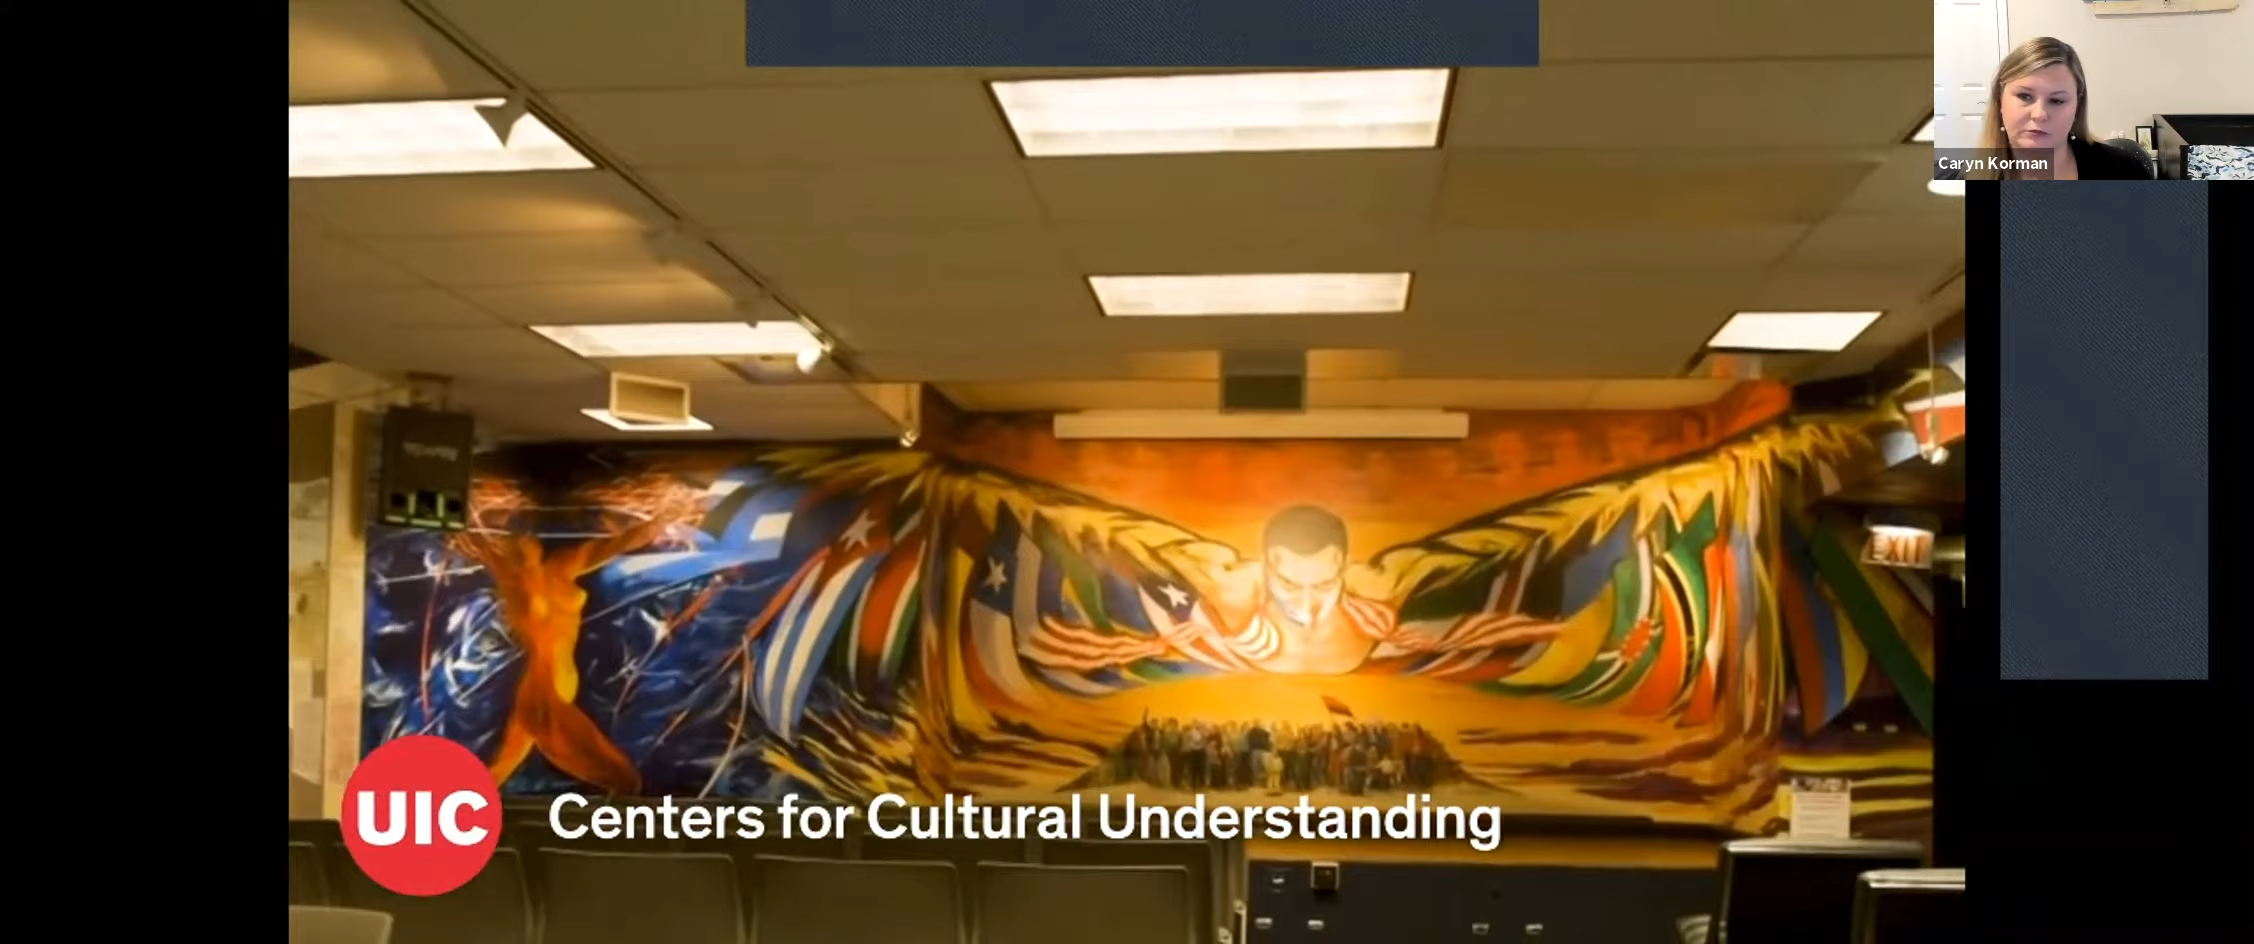 Caryn Korman
EXIT
UIC
Centers for Cultural Understanding